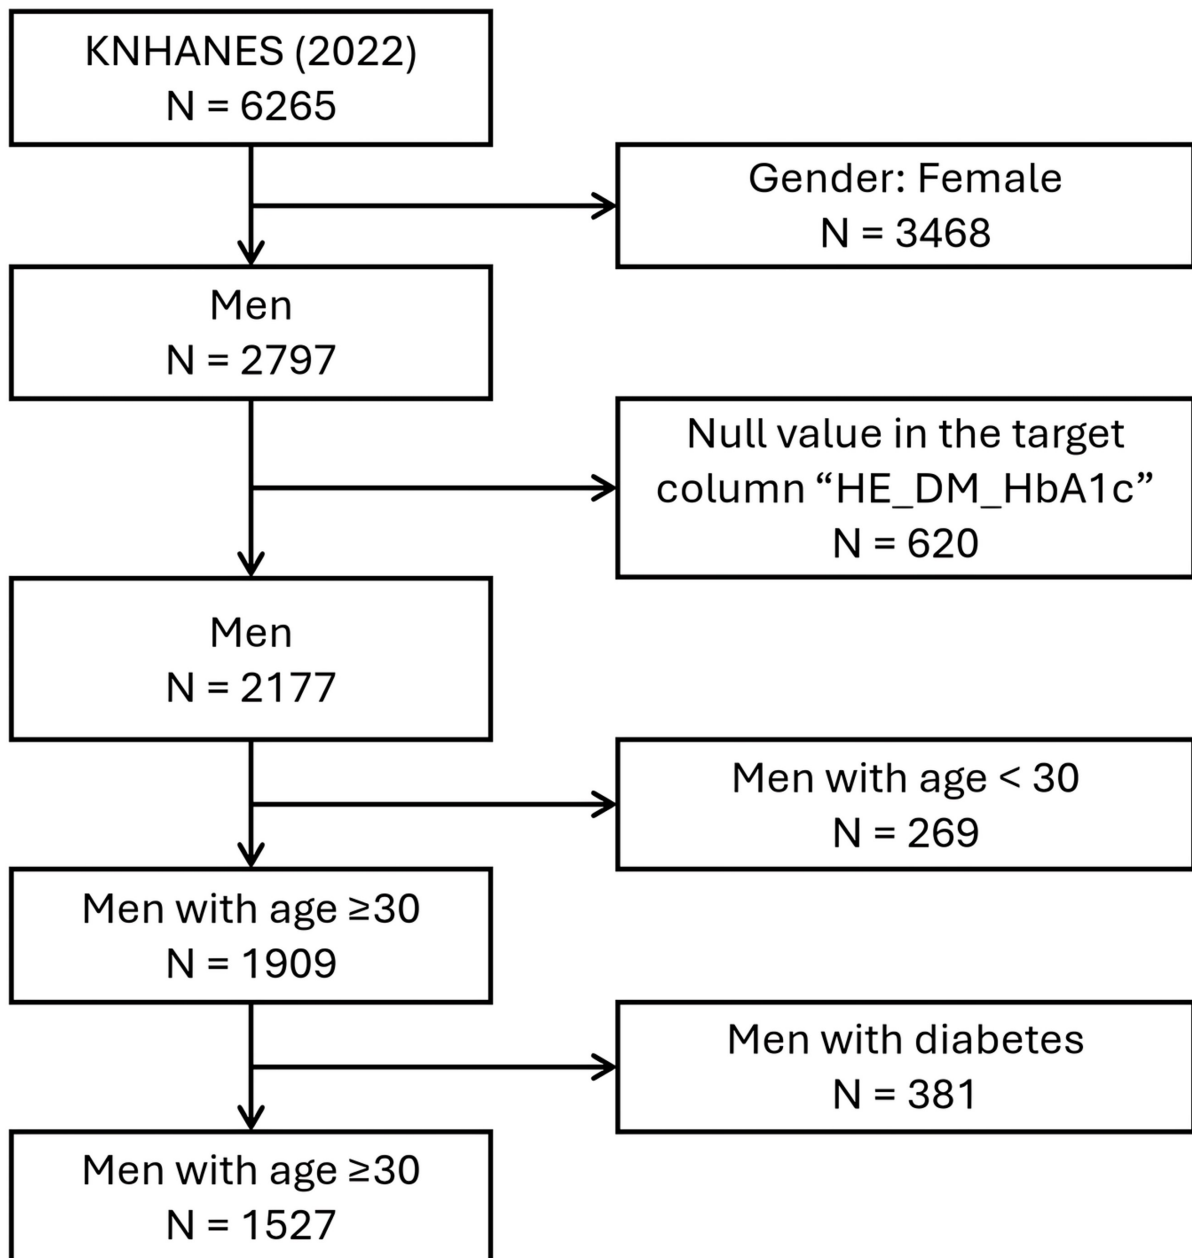 KNHANES (2022)
N = 6265
Gender: Female
N = 3468
Men
N = 2797
Null value in the target
column “HE_DM_HbA1c”
N = 620
Men
N = 2177
Men with age < 30
N = 269
Men with age ≥30
N = 1909
Men with diabetes
N = 381
Men with age ≥30
N = 1527